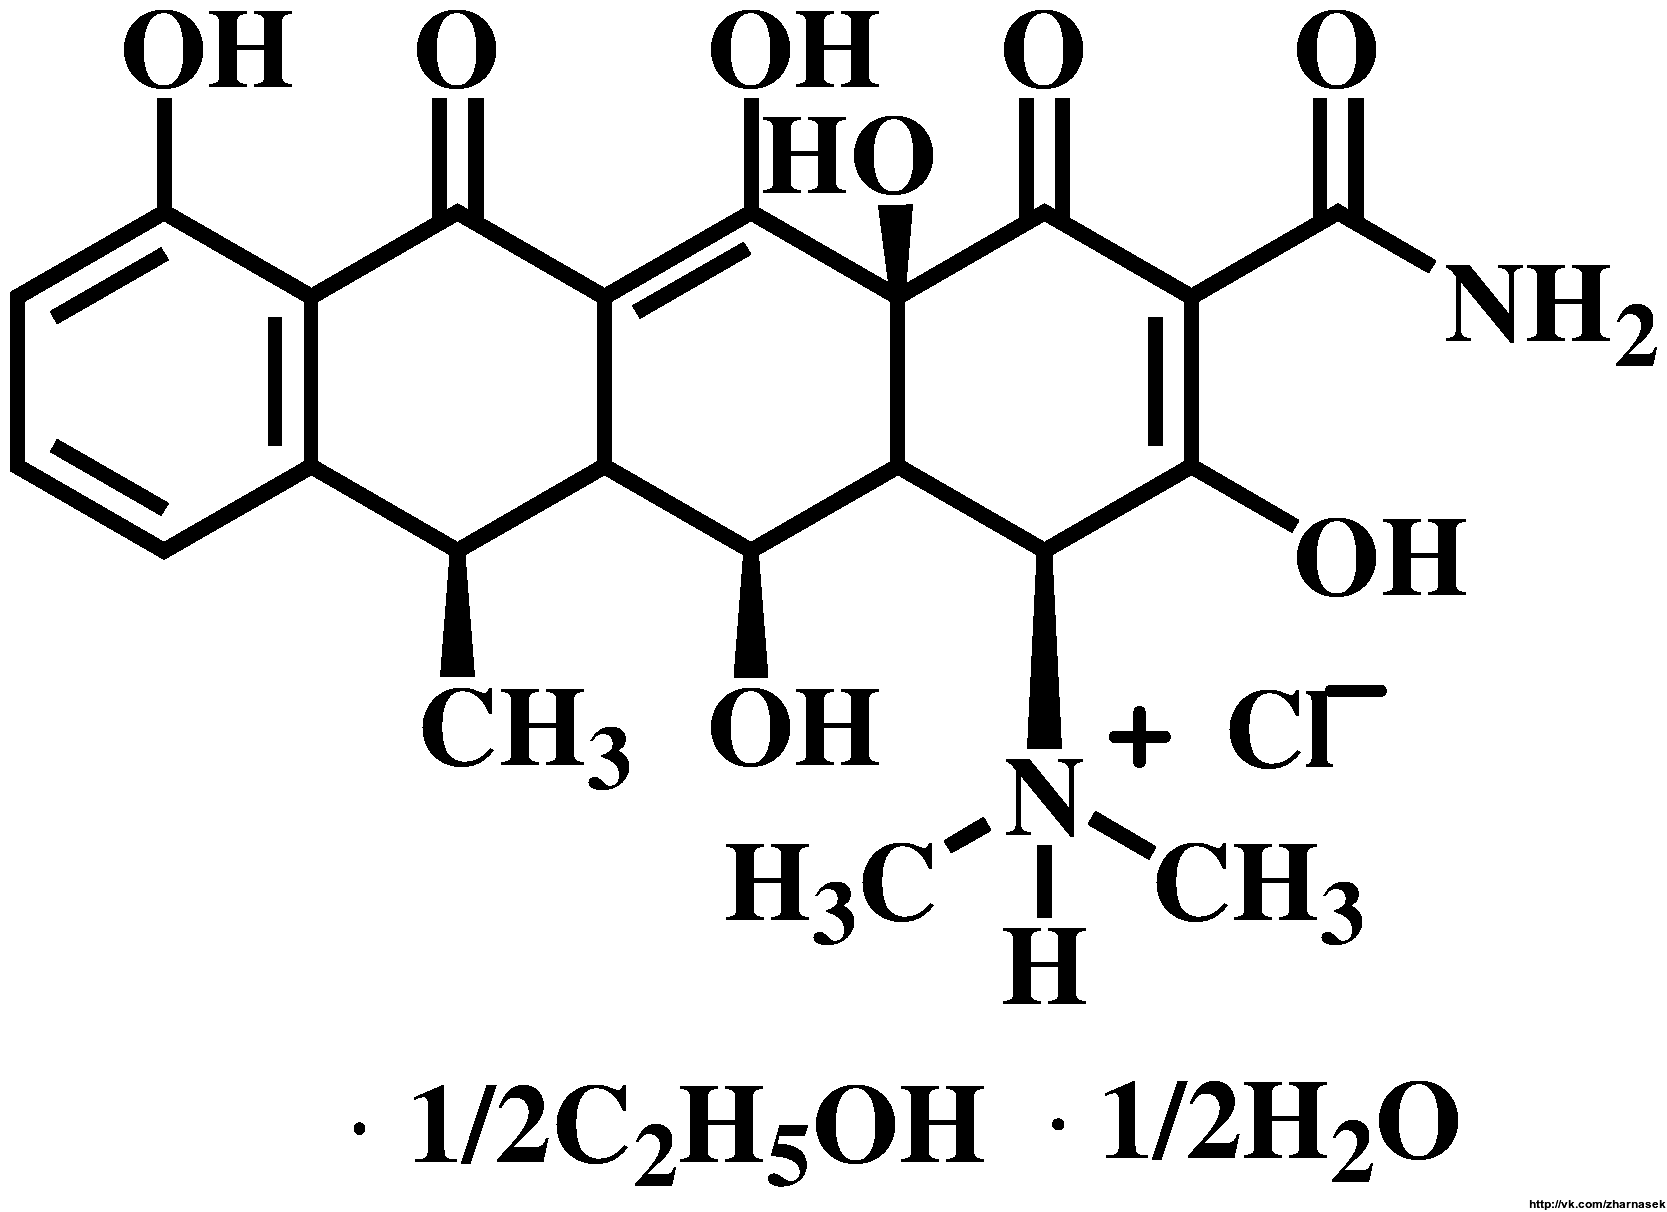 OH O OH O O
HO
NH2
OH
CH3 OH N + Cl−
H3C CH3
H
· 1/2C2H5OH · 1/2H2O
http://vk.com/zharnasek